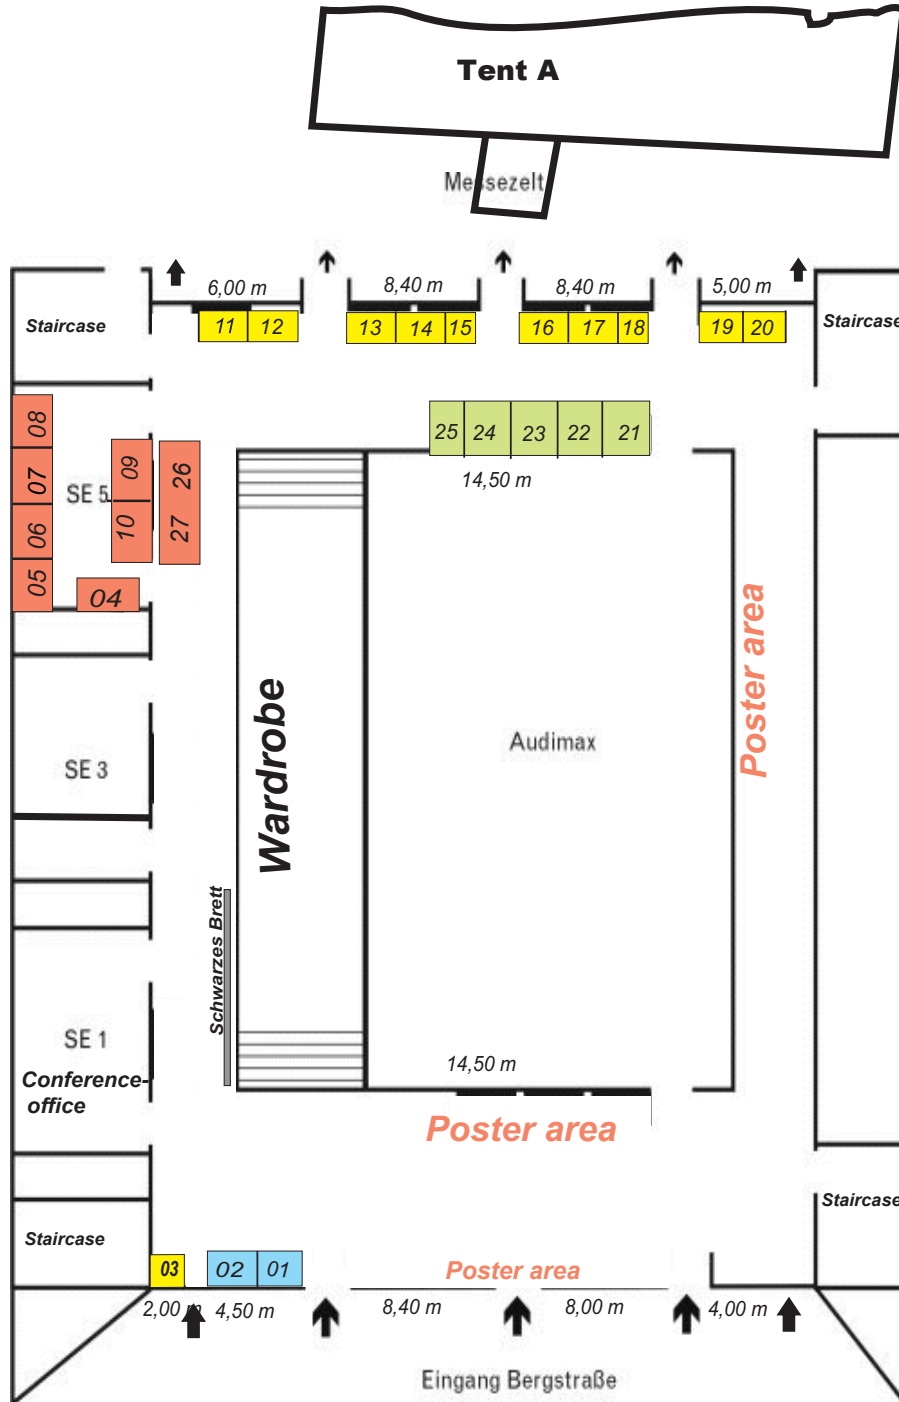 Tent A
Messezelt
6,00 m
8,40 m
8,40 m
5,00 m
Staircase
11
12
13
14
15
16
17
18
19
20
Staircase
08
07
06
05
SE 5
09
10
26
27
04
25
24
23
22
21
14,50 m
Poster area
Wardrobe
Audimax
SE 3
Schwarzes Brett
SE 1
Conference-
office
14,50 m
Poster area
Staircase
Staircase
03
02
01
Poster area
2,00 m
4,50 m
8,40 m
8,00 m
4,00 m
Eingang Bergstraße